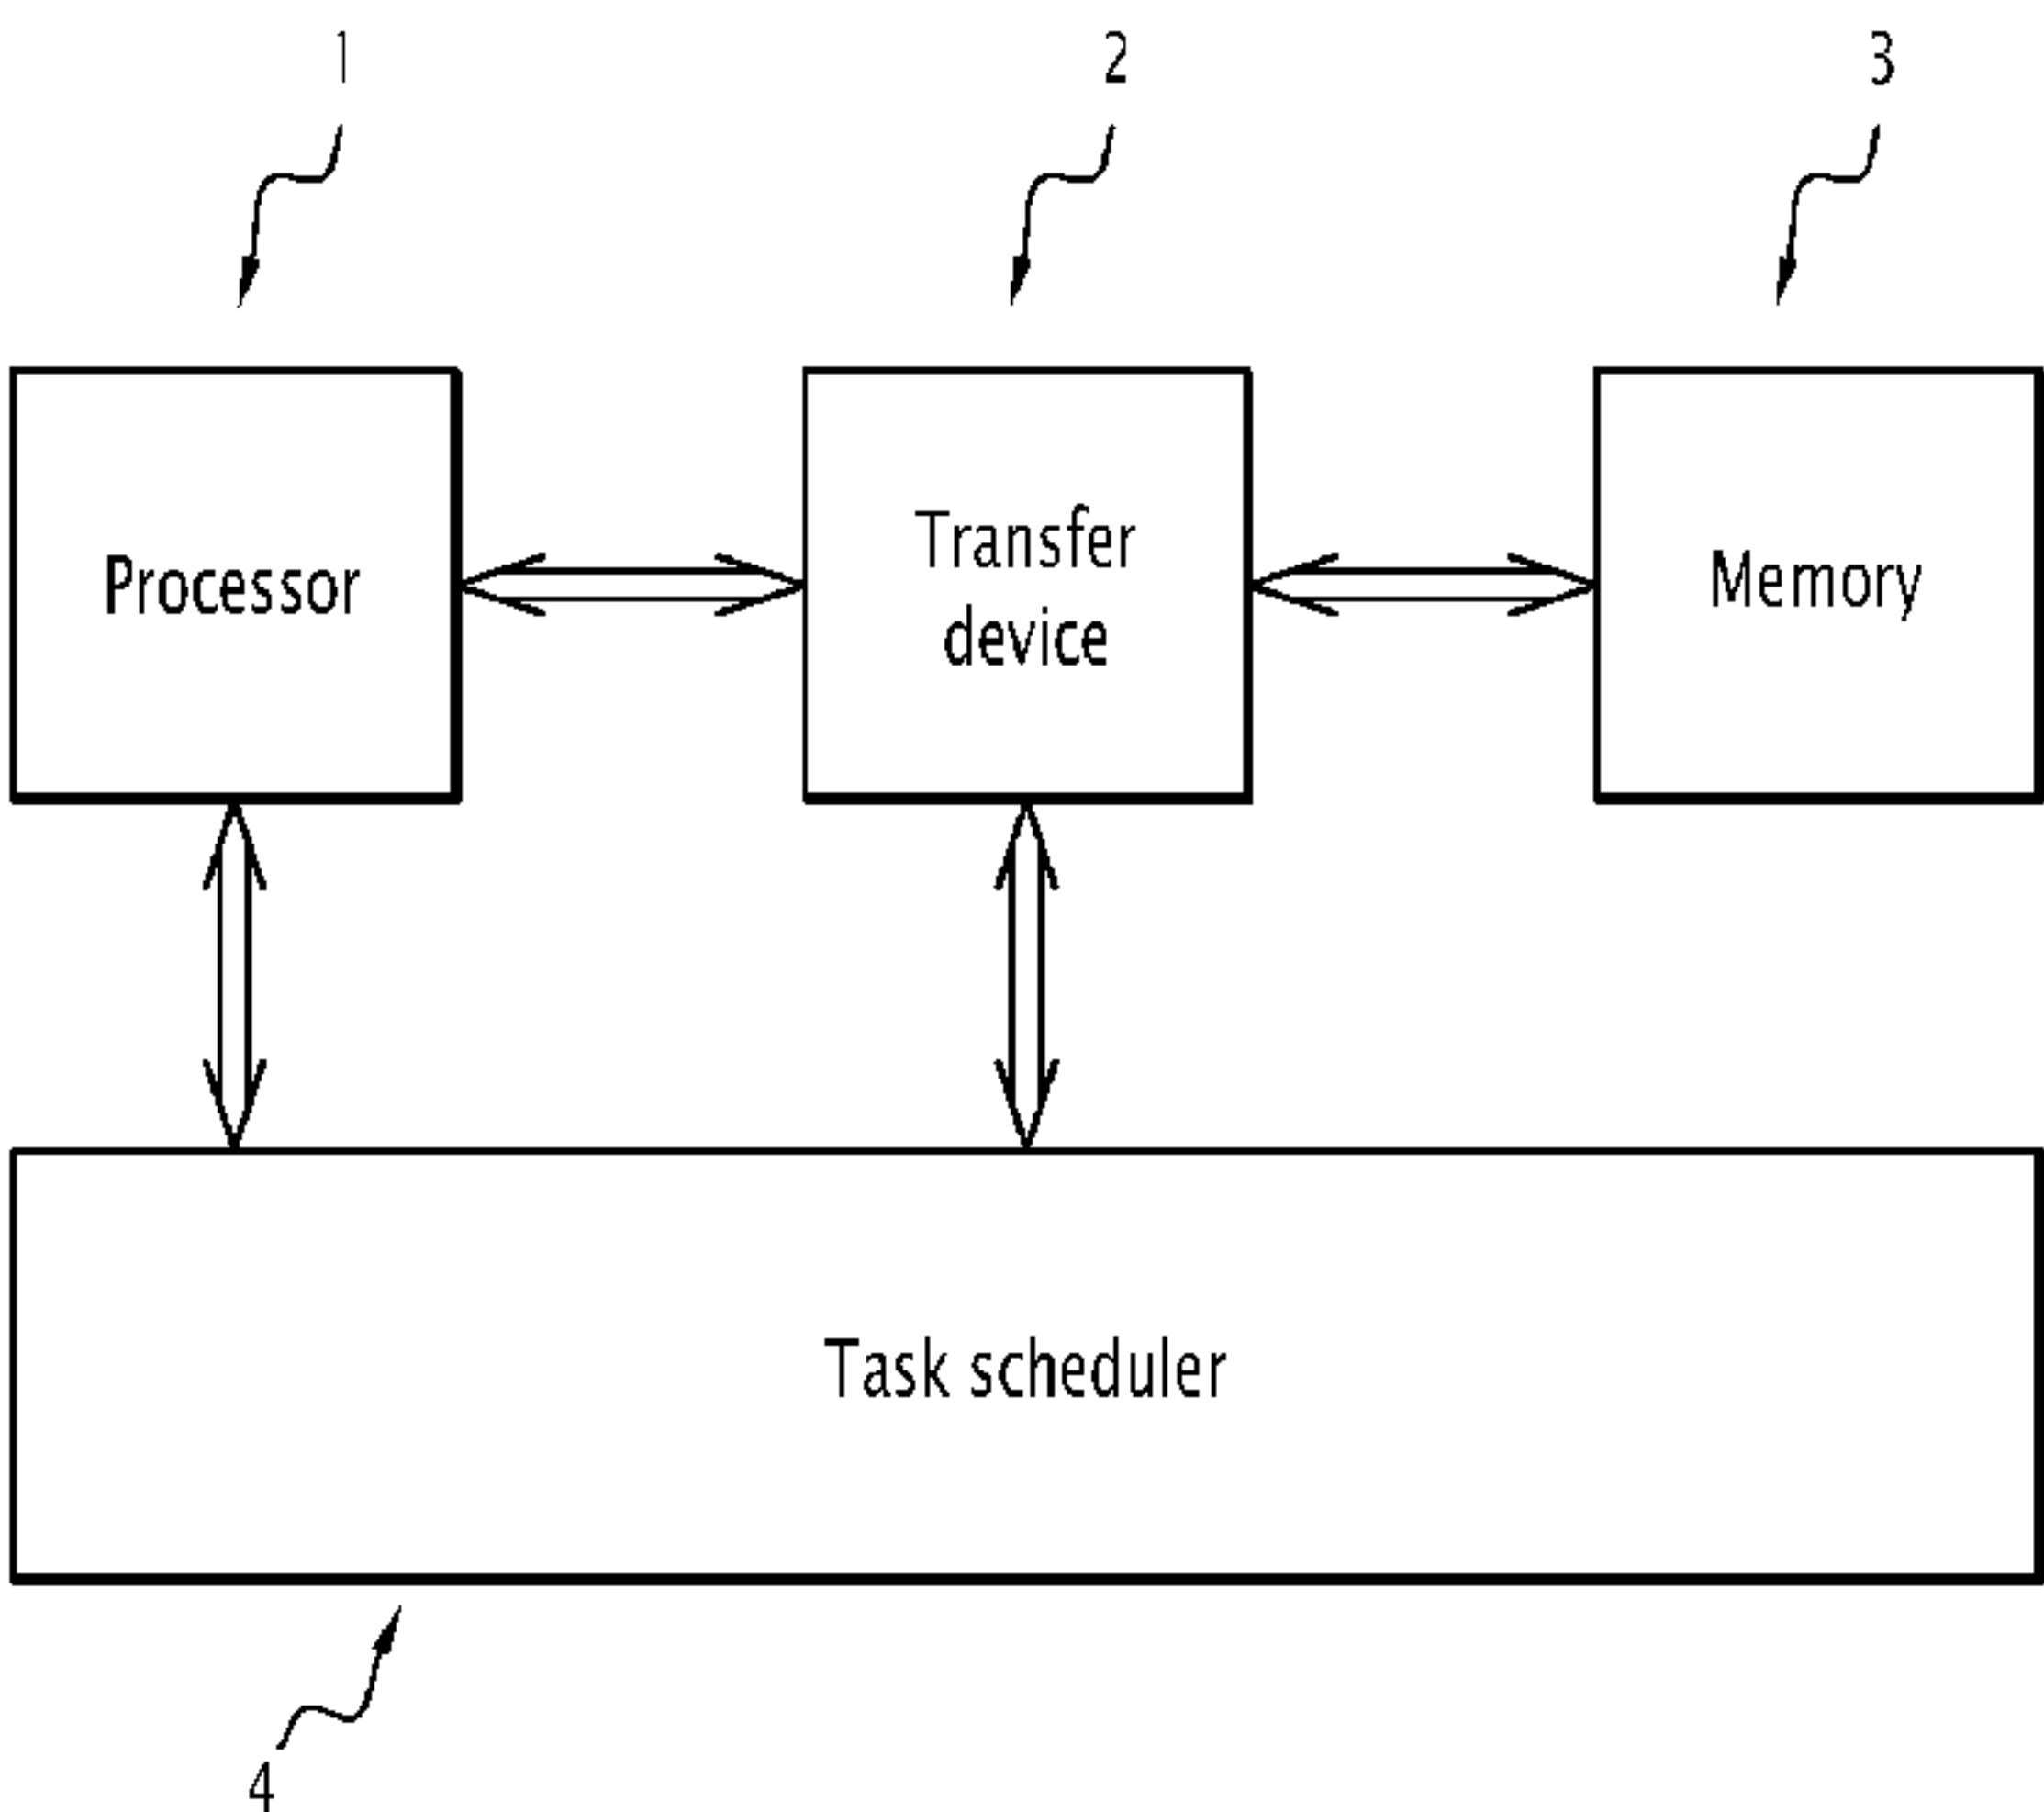 1
2
3
Processor
Transfer
device
Memory
Task scheduler
4